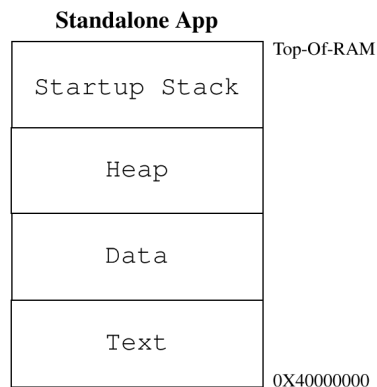 Standalone App
Top-Of-RAM
Startup Stack
Heap
Data
Text
0X40000000